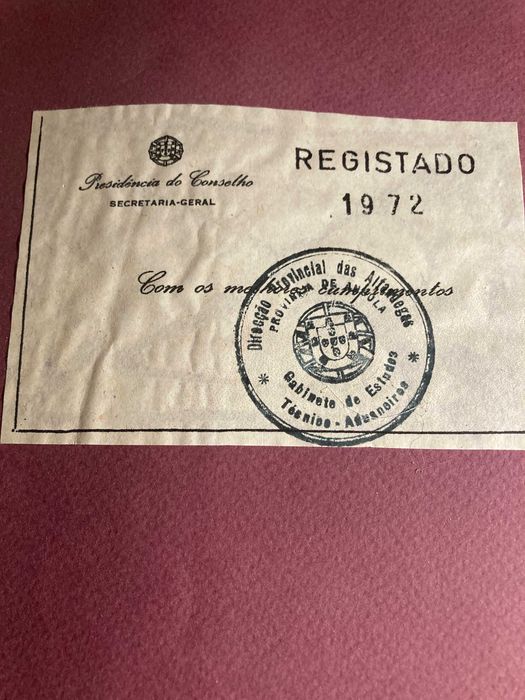 Presidência do Conselho
SECRETARIA-GERAL
REGISTADO
1972
Com os melhores cumprimentos
Direcção Provincial das Alfândegas
PROVÍNCIA DE ANGOLA
Gabinete de Estudos
Técnico-Aduaneiros